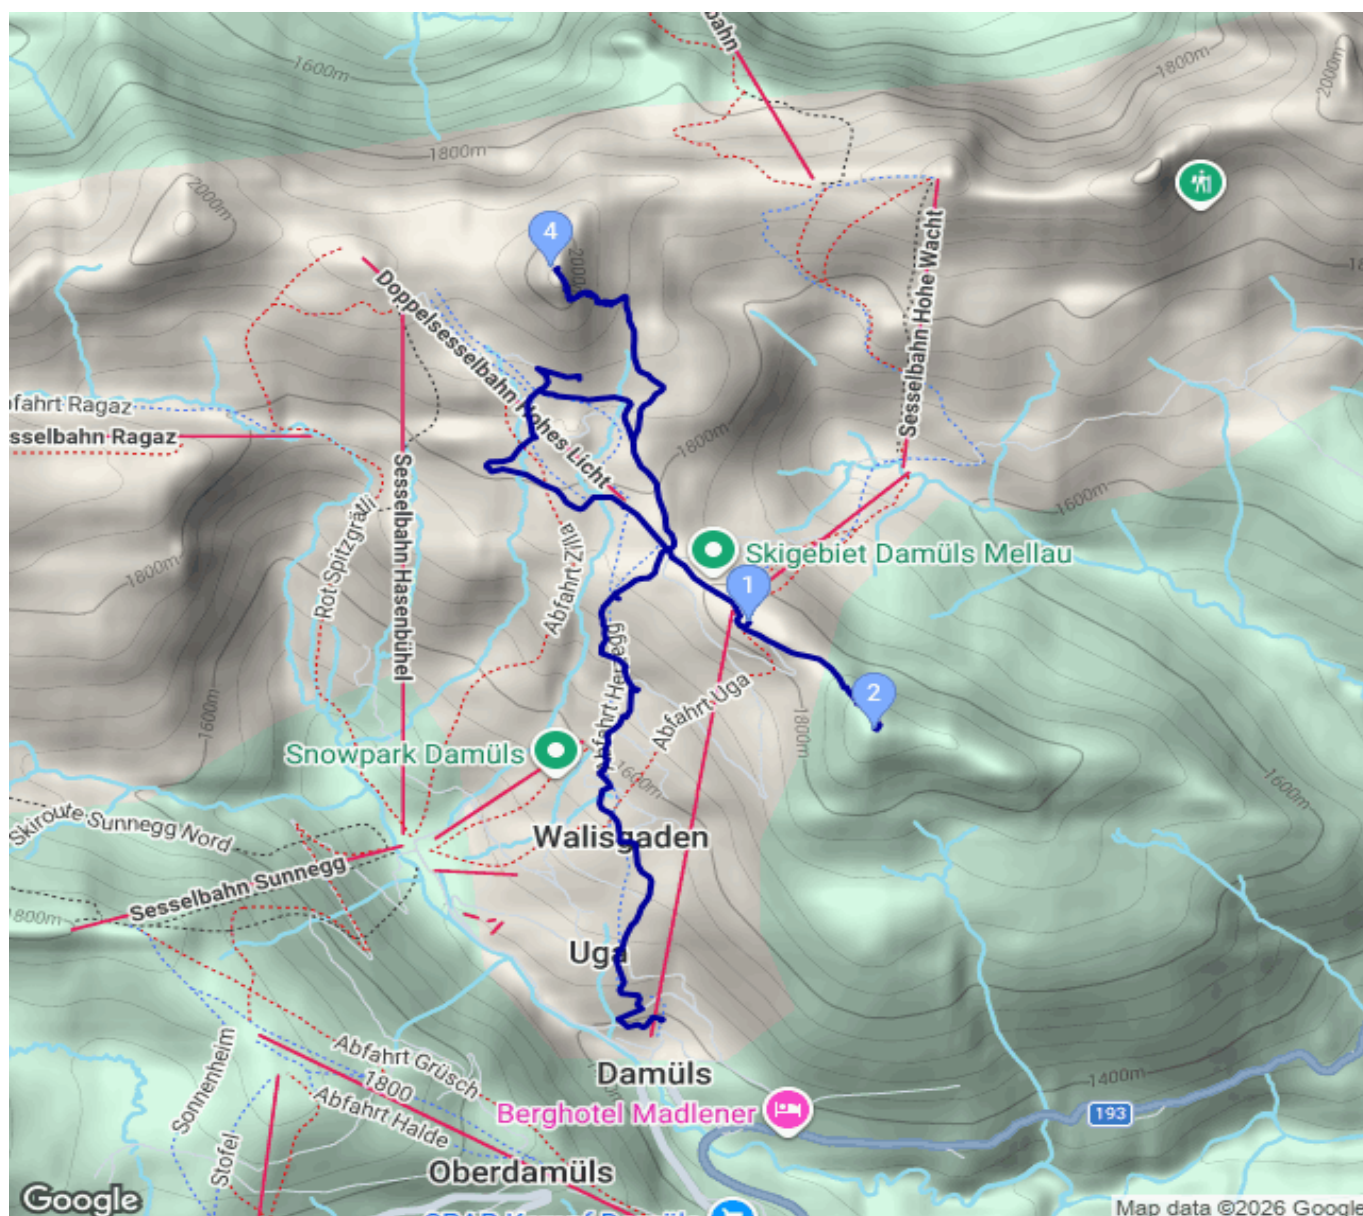 bahn
1600m
1800m
2000m
1800m
2000m
4
2000
Sesselbahn Hohe Wacht
Doppelsesselbahn Hohes Licht
fahrt Ragaz
sselbahn Ragaz
1800m
1600m
Sesselbahn Hasenbühel
Rot Spitzgrätli
Abfahrt Zilla
1800m
Skigebiet Damüls Mellau
1
2
Abfahrt Uga
1800m
1600m
1600m
1600m
Snowpark Damüls
Walisgaden
Skiroute Sunnegg Nord
Sesselbahn Sunnegg
1800m
Uga
Sonnenheim
Abfahrt Grüsch
1800
Abfahrt Halde
Stofel
Damüls
Berghotel Madlener
1400m
193
Oberdamüls
Google
Map data ©2026 Google